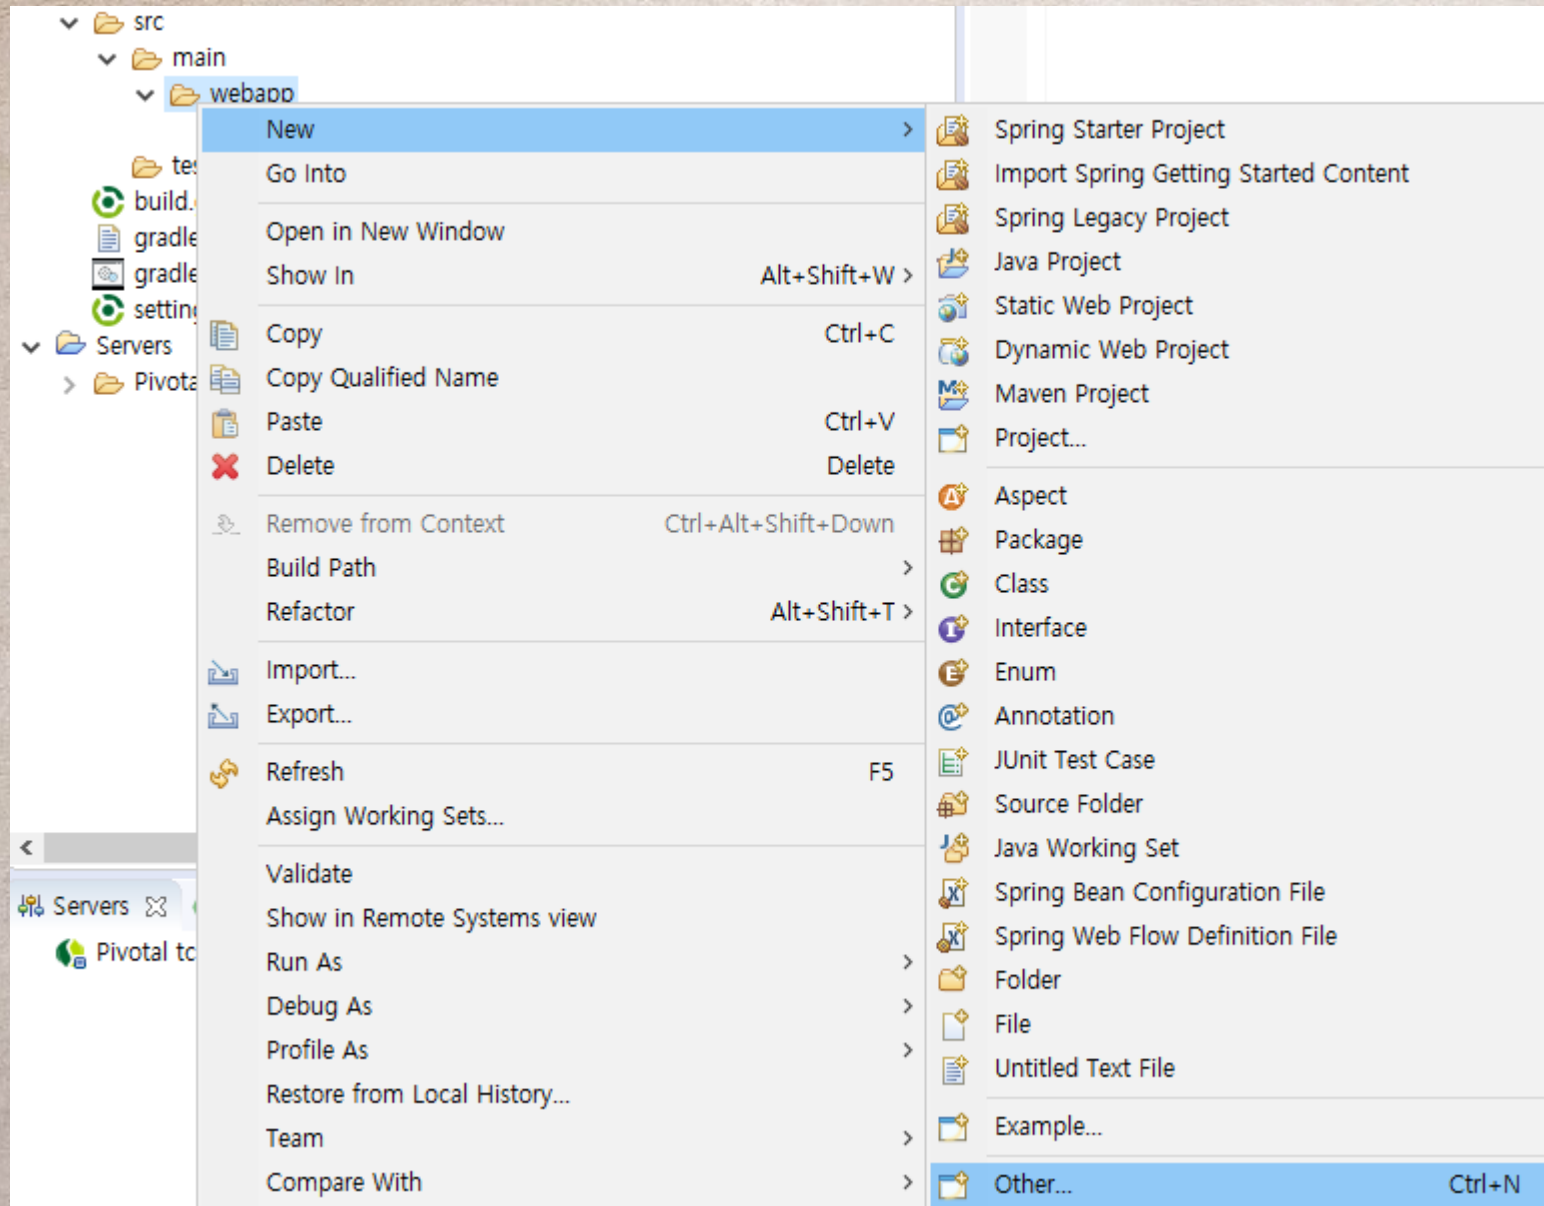 src
main
webapp
build.
gradle
gradle
Servers
Servers
Pivotal tc
New
Go Into
Open in New Window
Show In Alt+Shift+W
Copy Ctrl+C
Copy Qualified Name
Paste Ctrl+V
Delete Delete
Remove from Context Ctrl+Alt+Shift+Down
Build Path
Refactor Alt+Shift+T
Import...
Export...
Refresh F5
Assign Working Sets...
Validate
Show in Remote Systems view
Run As
Debug As
Profile As
Restore from Local History...
Team
Compare With
Spring Starter Project
Import Spring Getting Started Content
Spring Legacy Project
Java Project
Static Web Project
Dynamic Web Project
Maven Project
Project...
Aspect
Package
Class
Interface
Enum
Annotation
JUnit Test Case
Source Folder
Java Working Set
Spring Bean Configuration File
Spring Web Flow Definition File
Folder
File
Untitled Text File
Example...
Other... Ctrl+N